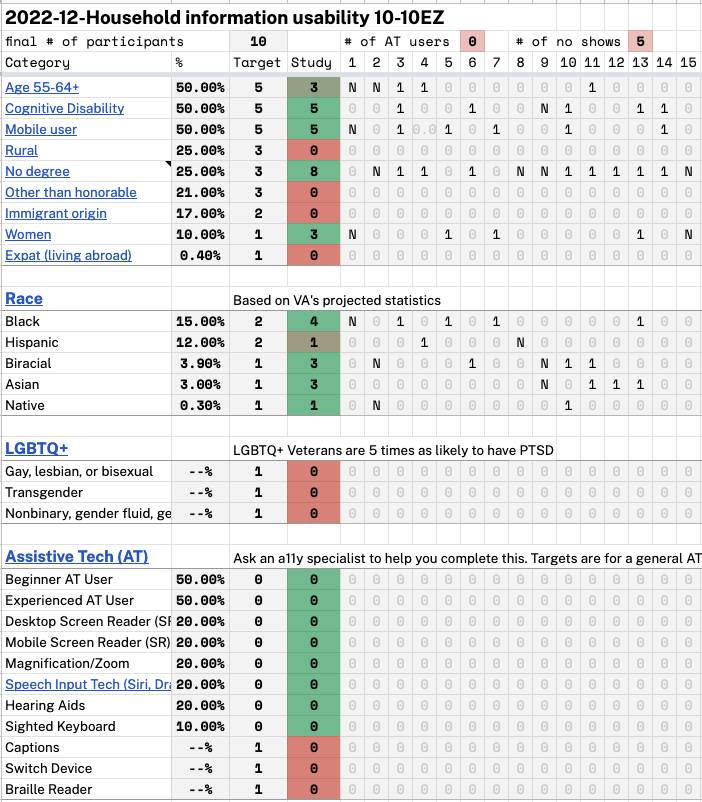 2022-12-Household information usability 10-10EZ
final # of participants 10 # of AT users 0 # of no shows 5
Category % Target Study 1 2 3 4 5 6 7 8 9 10 11 12 13 14 15
Age 55-64+ 50.00% 5 3 N N 1 1 0 0 0 0 0 0 1 0 0 0 0
Cognitive Disability 50.00% 5 5 0 0 1 0 0 1 0 0 N 1 0 0 1 1 0
Mobile user 50.00% 5 5 N 0 1 0.0 1 0 1 0 0 1 0 0 0 1 0
Rural 25.00% 3 0 0 0 0 0 0 0 0 0 0 0 0 0 0 0 0
No degree 25.00% 3 8 0 N 1 1 0 1 0 N N 1 1 1 1 1 N
Other than honorable 21.00% 3 0 0 0 0 0 0 0 0 0 0 0 0 0 0 0 0
Immigrant origin 17.00% 2 0 0 0 0 0 0 0 0 0 0 0 0 0 0 0 0
Women 10.00% 1 3 N 0 0 0 1 0 1 0 0 0 0 0 1 0 N
Expat (living abroad) 0.40% 1 0 0 0 0 0 0 0 0 0 0 0 0 0 0 0 0
Race Based on VA's projected statistics
Black 15.00% 2 4 N 0 1 0 1 0 1 0 0 0 0 0 1 0 0
Hispanic 12.00% 2 1 0 0 0 1 0 0 0 N 0 0 0 0 0 0 0
Biracial 3.90% 1 3 0 N 0 0 0 1 0 0 N 1 1 0 0 0 0
Asian 3.00% 1 3 0 0 0 0 0 0 0 0 N 0 1 1 1 0 0
Native 0.30% 1 1 0 N 0 0 0 0 0 0 0 1 0 0 0 0 0
LGBTQ+ LGBTQ+ Veterans are 5 times as likely to have PTSD
Gay, lesbian, or bisexual --% 1 0 0 0 0 0 0 0 0 0 0 0 0 0 0 0 0
Transgender --% 1 0 0 0 0 0 0 0 0 0 0 0 0 0 0 0 0
Nonbinary, gender fluid, ge --% 1 0 0 0 0 0 0 0 0 0 0 0 0 0 0 0 0
Assistive Tech (AT) Ask an a11y specialist to help you complete this. Targets are for a general AT
Beginner AT User 50.00% 0 0 0 0 0 0 0 0 0 0 0 0 0 0 0 0 0
Experienced AT User 50.00% 0 0 0 0 0 0 0 0 0 0 0 0 0 0 0 0 0
Desktop Screen Reader (SR 20.00% 0 0 0 0 0 0 0 0 0 0 0 0 0 0 0 0 0
Mobile Screen Reader (SR) 20.00% 0 0 0 0 0 0 0 0 0 0 0 0 0 0 0 0 0
Magnification/Zoom 20.00% 0 0 0 0 0 0 0 0 0 0 0 0 0 0 0 0 0
Speech Input Tech (Siri, Dra 20.00% 0 0 0 0 0 0 0 0 0 0 0 0 0 0 0 0 0
Hearing Aids 20.00% 0 0 0 0 0 0 0 0 0 0 0 0 0 0 0 0 0
Sighted Keyboard 10.00% 0 0 0 0 0 0 0 0 0 0 0 0 0 0 0 0 0
Captions --% 1 0 0 0 0 0 0 0 0 0 0 0 0 0 0 0 0
Switch Device --% 1 0 0 0 0 0 0 0 0 0 0 0 0 0 0 0 0
Braille Reader --% 1 0 0 0 0 0 0 0 0 0 0 0 0 0 0 0 0